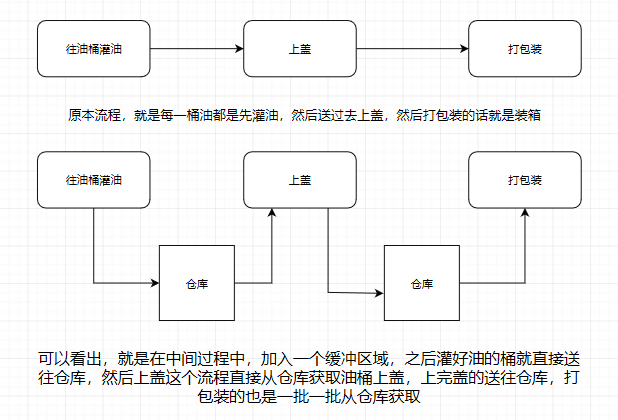 往油桶灌油
上盖
打包装
原本流程，就是每一桶油都是先灌油，然后送过去上盖，然后打包装的话就是装箱
往油桶灌油
上盖
打包装
仓库
仓库
可以看出，就是在中间过程中，加入一个缓冲区域，之后灌好油的桶就直接送
往仓库，然后上盖这个流程直接从仓库获取油桶上盖，上完盖的送往仓库，打
包装的也是一批一批从仓库获取